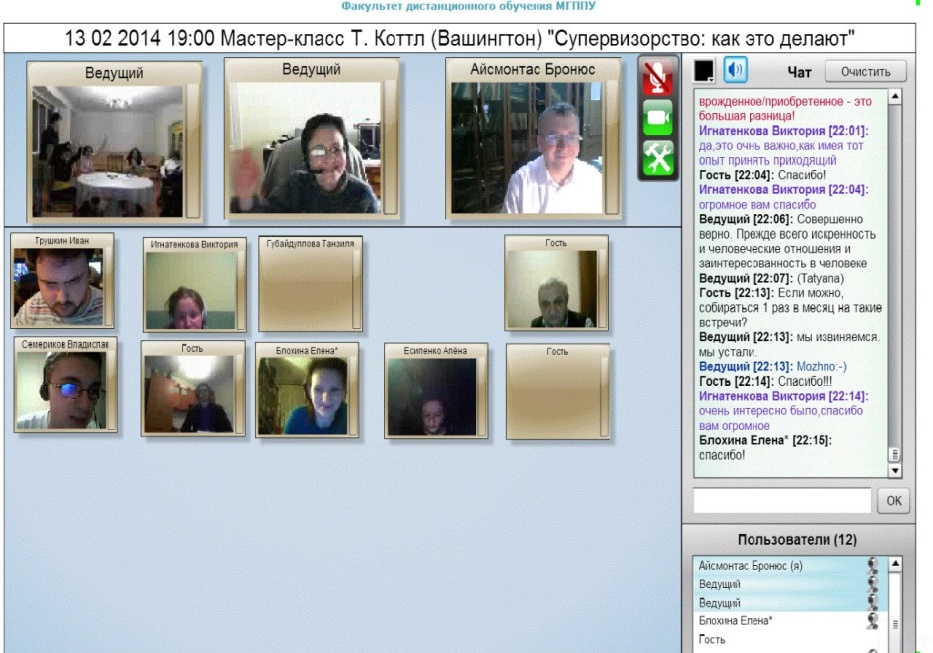 Факультет дистанционного обучения МГППУ
13 02 2014 19:00 Мастер-класс Т. Коттл (Вашингтон) "Супервизорство: как это делают"
Ведущий
Ведущий
Айсмонтас Бронюс
Трушкин Иван
Игнатенкова Виктория
Губайдуллова Танзиля
Гость
Семериков Владислав
Гость
Блохина Елена*
Есипенко Алёна
Гость
Чат
Очистить
врожденное/приобретенное - это
большая разница!
Игнатенкова Виктория [22:01]:
да,это очнь важно,как имея тот
опыт принять приходящий
Гость [22:04]: Спасибо!
Игнатенкова Виктория [22:04]:
огромное вам спасибо
Ведущий [22:06]: Совершенно
верно. Прежде всего искренность
и человеческие отношения и
заинтересованность в человеке
Ведущий [22:07]: (Tatyana)
Гость [22:13]: Если можно,
собираться 1 раз в месяц на такие
встречи?
Ведущий [22:13]: мы извиняемся.
мы устали.
Ведущий [22:13]: Mozhno:-)
Гость [22:14]: Спасибо!!!
Игнатенкова Виктория [22:14]:
очень интересно было,спасибо
вам огромное
Блохина Елена* [22:15]:
спасибо!
OK
Пользователи (12)
Айсмонтас Бронюс (я)
Ведущий
Ведущий
Блохина Елена*
Гость